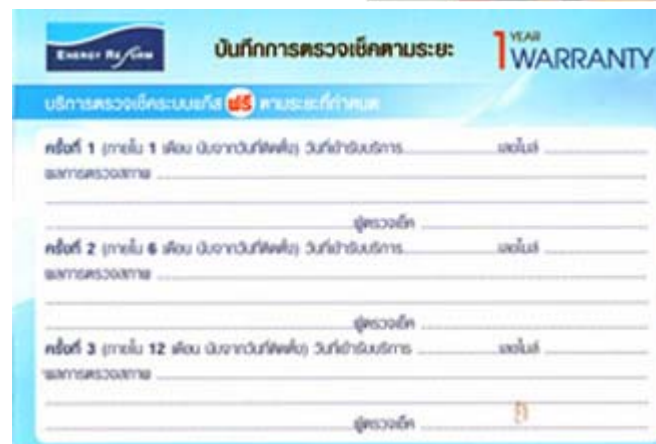 ENERGY REFORM
บันทึกการตรวจเช็คตามระยะ
1 YEAR WARRANTY
บริการตรวจเช็คระบบแก๊ส ฟรี ตามระยะที่กำหนด
ครั้งที่ 1 (ภายใน 1 เดือน นับจากวันที่ติดตั้ง) วันที่เข้ารับบริการ เลขไมล์
ผลการตรวจสภาพ
ผู้ตรวจเช็ค
ครั้งที่ 2 (ภายใน 6 เดือน นับจากวันที่ติดตั้ง) วันที่เข้ารับบริการ เลขไมล์
ผลการตรวจสภาพ
ผู้ตรวจเช็ค
ครั้งที่ 3 (ภายใน 12 เดือน นับจากวันที่ติดตั้ง) วันที่เข้ารับบริการ เลขไมล์
ผลการตรวจสภาพ
ผู้ตรวจเช็ค